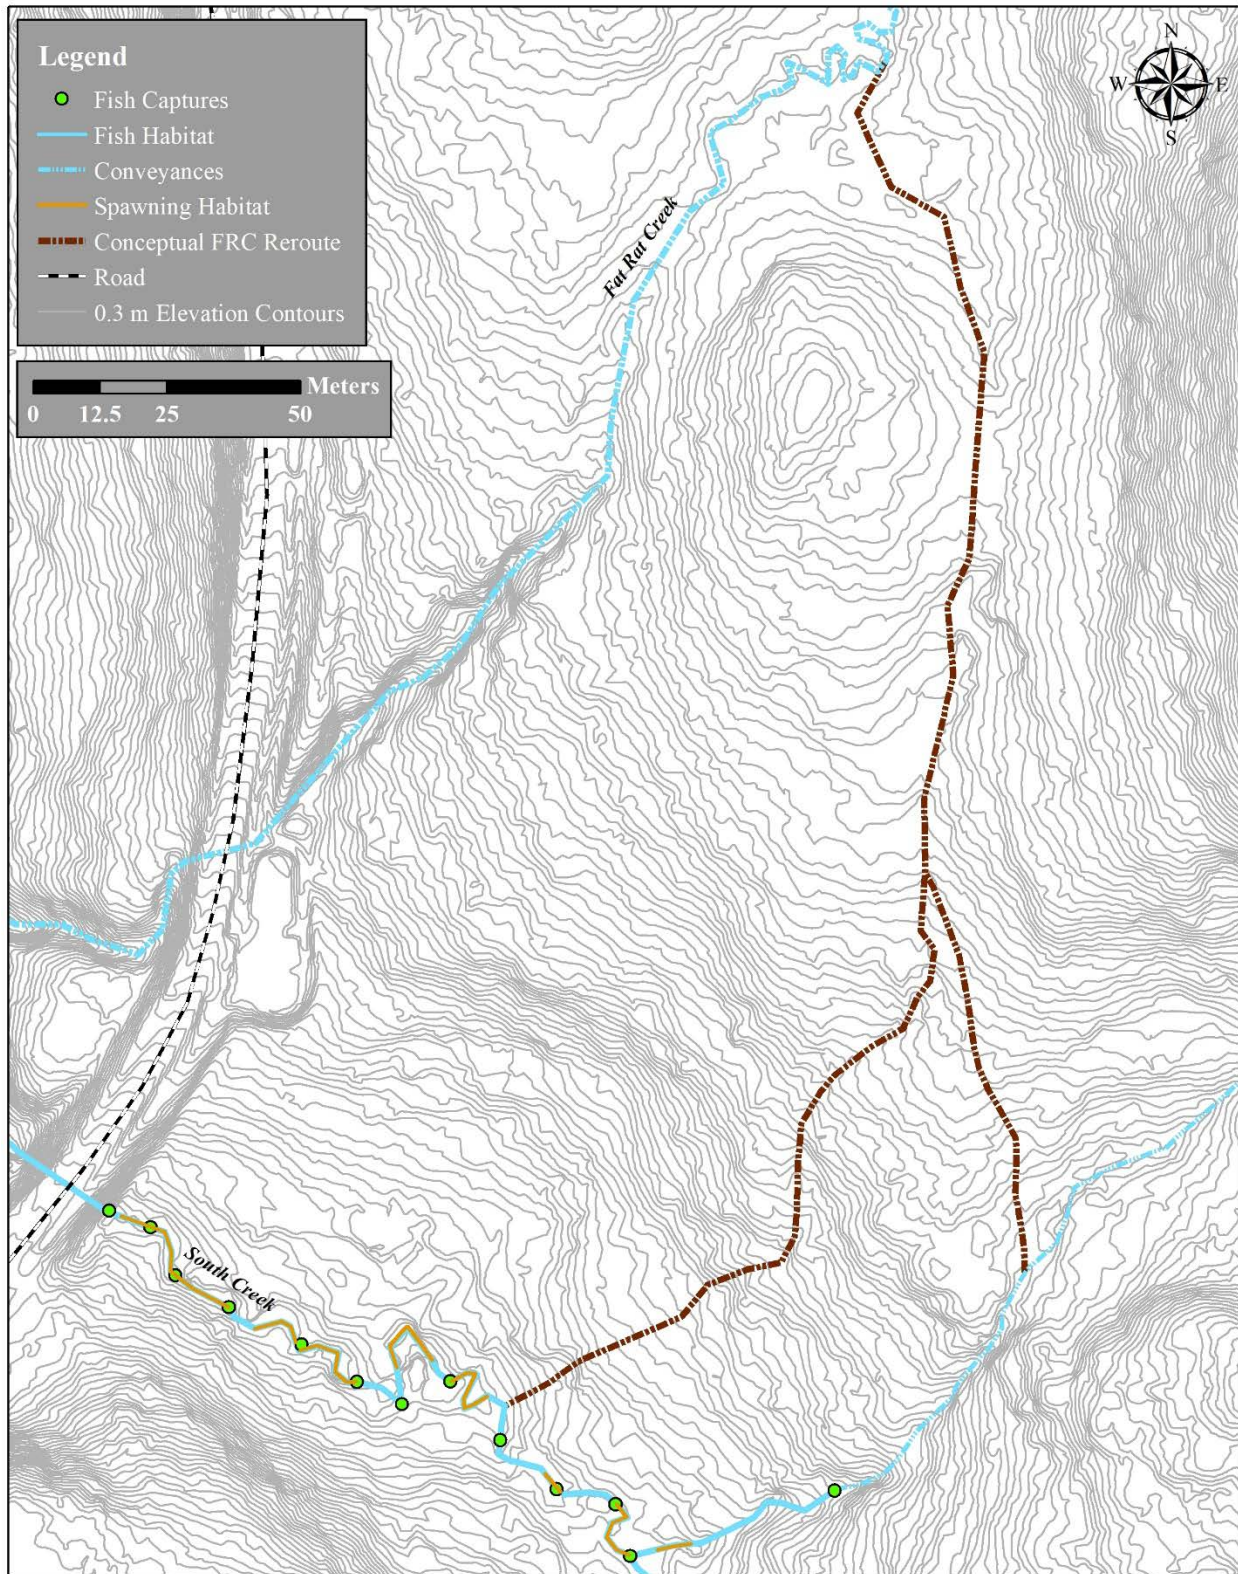 Legend
Fish Captures
Fish Habitat
Conveyances
Spawning Habitat
Conceptual FRC Reroute
Road
0.3 m Elevation Contours
Meters
0 12.5 25 50
N
W E
S
Fat Rat Creek
South Creek